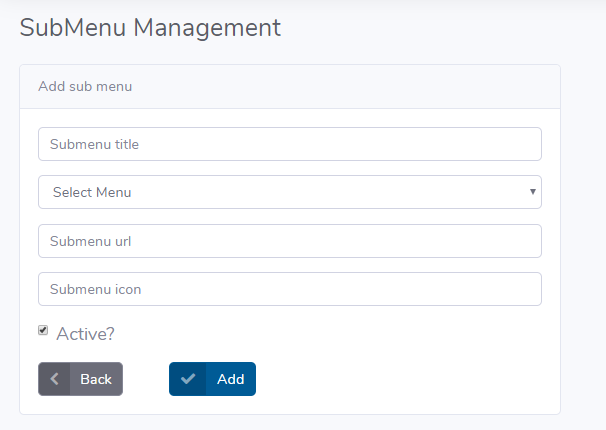 SubMenu Management
Add sub menu
Submenu title
Select Menu
Submenu url
Submenu icon
Active?
Back
Add